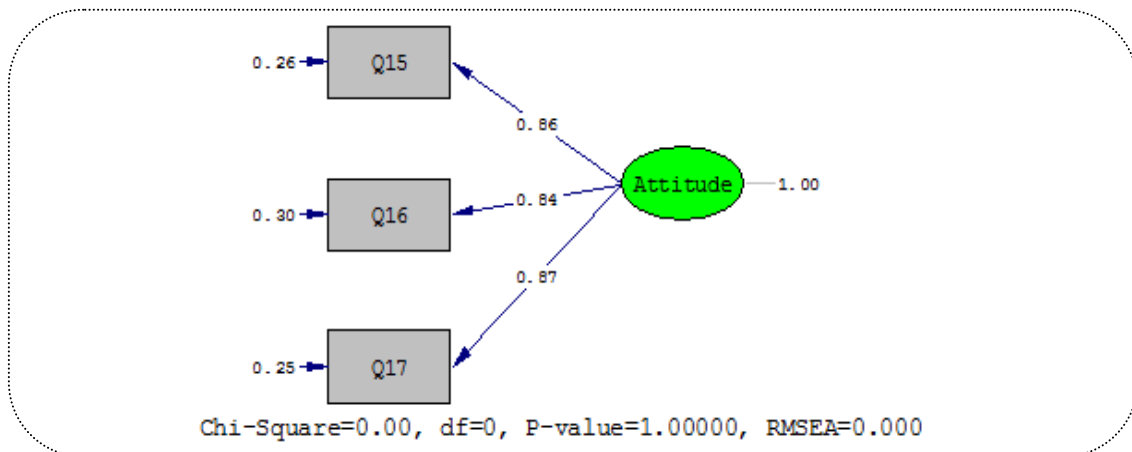 0.26
Q15
0.86
Attitude
1.00
0.84
0.30
Q16
0.87
0.25
Q17
Chi-Square=0.00, df=0, P-value=1.00000, RMSEA=0.000